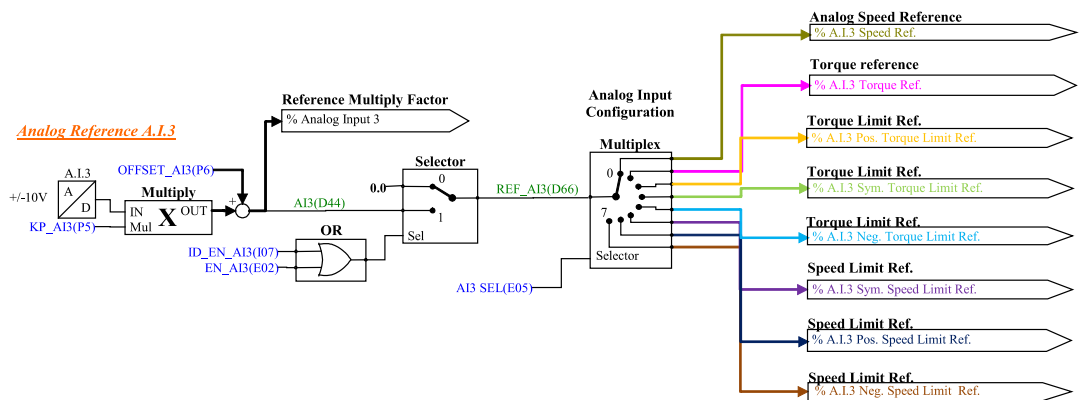 Analog Speed Reference
% A.I.3 Speed Ref.
Torque reference
% A.I.3 Torque Ref.
Reference Multiply Factor
% Analog Input 3
Analog Input
Configuration
Torque Limit Ref.
% A.I.3 Pos. Torque Limit Ref.
Analog Reference A.I.3
Multiplex
Selector
OFFSET_AI3(P6)
A.I.3
+/-10V
A
D
Multiply
IN
X
OUT
Mul
KP_AI3(P5)
+
+
AI3(D44)
0.0
0
1
Sel
REF_AI3(D66)
0
7
Selector
Torque Limit Ref.
% A.I.3 Sym. Torque Limit Ref.
Torque Limit Ref.
% A.I.3 Neg. Torque Limit Ref.
OR
ID_EN_AI3(I07)
EN_AI3(E02)
AI3 SEL(E05)
Speed Limit Ref.
% A.I.3 Sym. Speed Limit Ref.
Speed Limit Ref.
% A.I.3 Pos. Speed Limit Ref.
Speed Limit Ref.
% A.I.3 Neg. Speed Limit Ref.